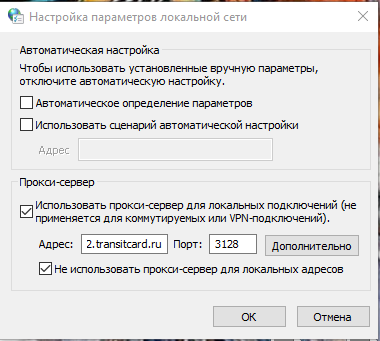 Настройка параметров локальной сети
Автоматическая настройка
Чтобы использовать установленные вручную параметры,
отключите автоматическую настройку.
Автоматическое определение параметров
Использовать сценарий автоматической настройки
Адрес
Прокси-сервер
Использовать прокси-сервер для локальных подключений (не
применяется для коммутируемых или VPN-подключений).
Адрес: 2.transitcard.ru Порт: 3128 Дополнительно
Не использовать прокси-сервер для локальных адресов
ОК Отмена